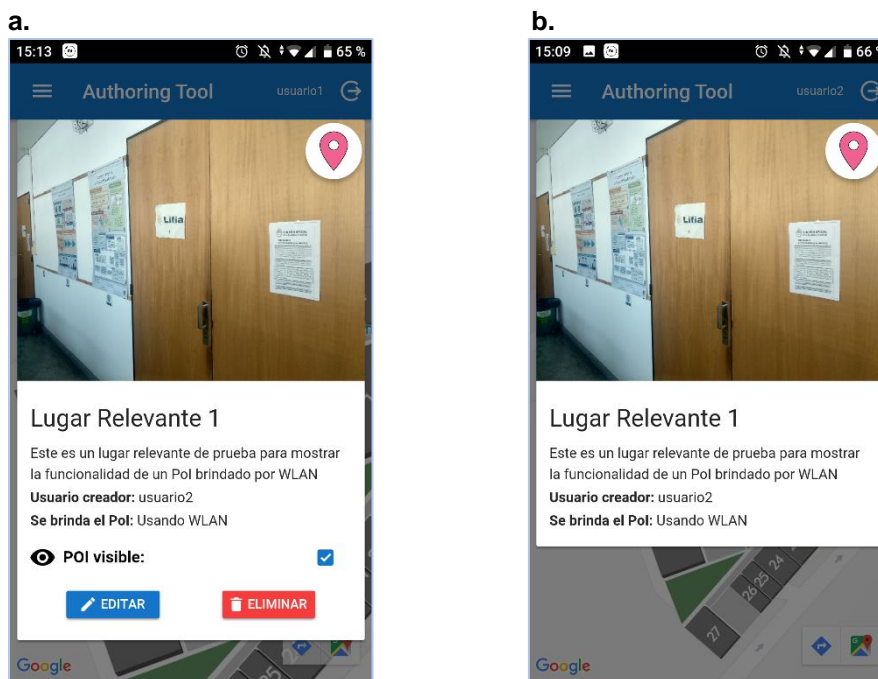 a.
15:13
65 %
Authoring Tool
usuario1
Lifia
Lugar Relevante 1
Este es un lugar relevante de prueba para mostrar
la funcionalidad de un PoI brindado por WLAN
Usuario creador: usuario2
Se brinda el PoI: Usando WLAN
POI visible:
EDITAR
ELIMINAR
Google
b.
15:09
66 %
Authoring Tool
usuario2
Lifia
Lugar Relevante 1
Este es un lugar relevante de prueba para mostrar
la funcionalidad de un PoI brindado por WLAN
Usuario creador: usuario2
Se brinda el PoI: Usando WLAN
24
25
26
27
Google